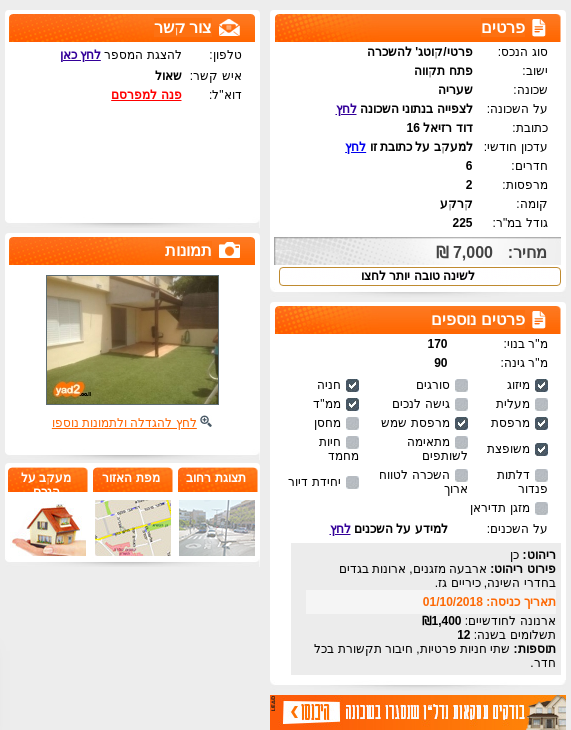 פרטים
סוג הנכס: פרטי/קוטג' להשכרה
ישוב: פתח תקווה
שכונה: שעריה
על השכונה: לצפייה בנתוני השכונה לחץ
כתובת: דוד רזיאל 16
עדכון חודשי: למעקב על כתובת זו לחץ
חדרים: 6
מרפסות: 2
קומה: קרקע
גודל במ"ר: 225
מחיר: 7,000 ₪
לשינה טובה יותר לחצו
פרטים נוספים
מ"ר בנוי: 170
מ"ר גינה: 90
מיזוג סורגים חניה
מעלית גישה לנכים ממ"ד
מרפסת מרפסת שמש מחסן
משופצת מתאימה לשותפים חיות מחמד
דלתות פנדור השכרה לטווח ארוך יחידת דיור
מזגן תדיראן
על השכנים: למידע על השכנים לחץ
ריהוט: כן
פירוט ריהוט: ארבעה מזגנים, ארונות בגדים
בחדרי השינה, כיריים גז.
תאריך כניסה: 01/10/2018
ארנונה לחודשיים: 1,400₪
תשלומים בשנה: 12
תוספות: שתי חניות פרטיות, חיבור תקשורת בכל
חדר.
בודקים עסקאות נדל"ן שנסגרו בשכונה
היכנסו >
צור קשר
טלפון: להצגת המספר לחץ כאן
איש קשר: שאול
דוא"ל: פנה למפרסם
תמונות
yad2
.co.il
לחץ להגדלה ולתמונות נוספו
תצוגת רחוב
מפת האזור
מעקב על
הנכס